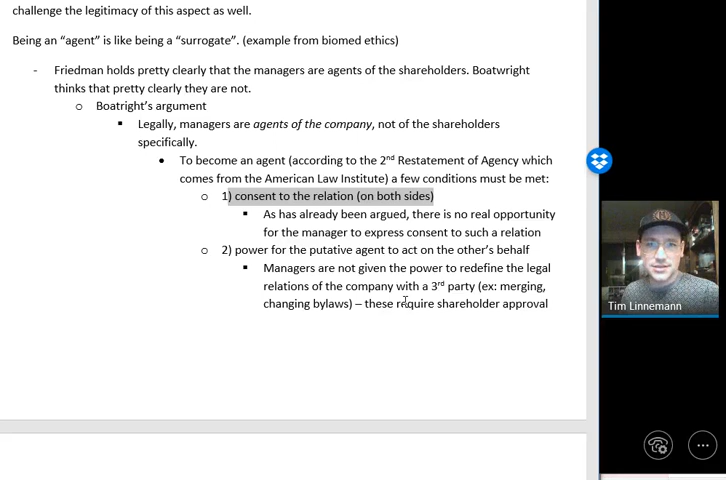 challenge the legitimacy of this aspect as well.
Being an “agent” is like being a “surrogate”. (example from biomed ethics)
- Friedman holds pretty clearly that the managers are agents of the shareholders. Boatwright
thinks that pretty clearly they are not.
o Boatright’s argument
▪ Legally, managers are agents of the company, not of the shareholders
specifically.
• To become an agent (according to the 2nd Restatement of Agency which
comes from the American Law Institute) a few conditions must be met:
o 1) consent to the relation (on both sides)
▪ As has already been argued, there is no real opportunity
for the manager to express consent to such a relation
o 2) power for the putative agent to act on the other’s behalf
▪ Managers are not given the power to redefine the legal
relations of the company with a 3rd party (ex: merging,
changing bylaws) – these require shareholder approval
Tim Linnemann